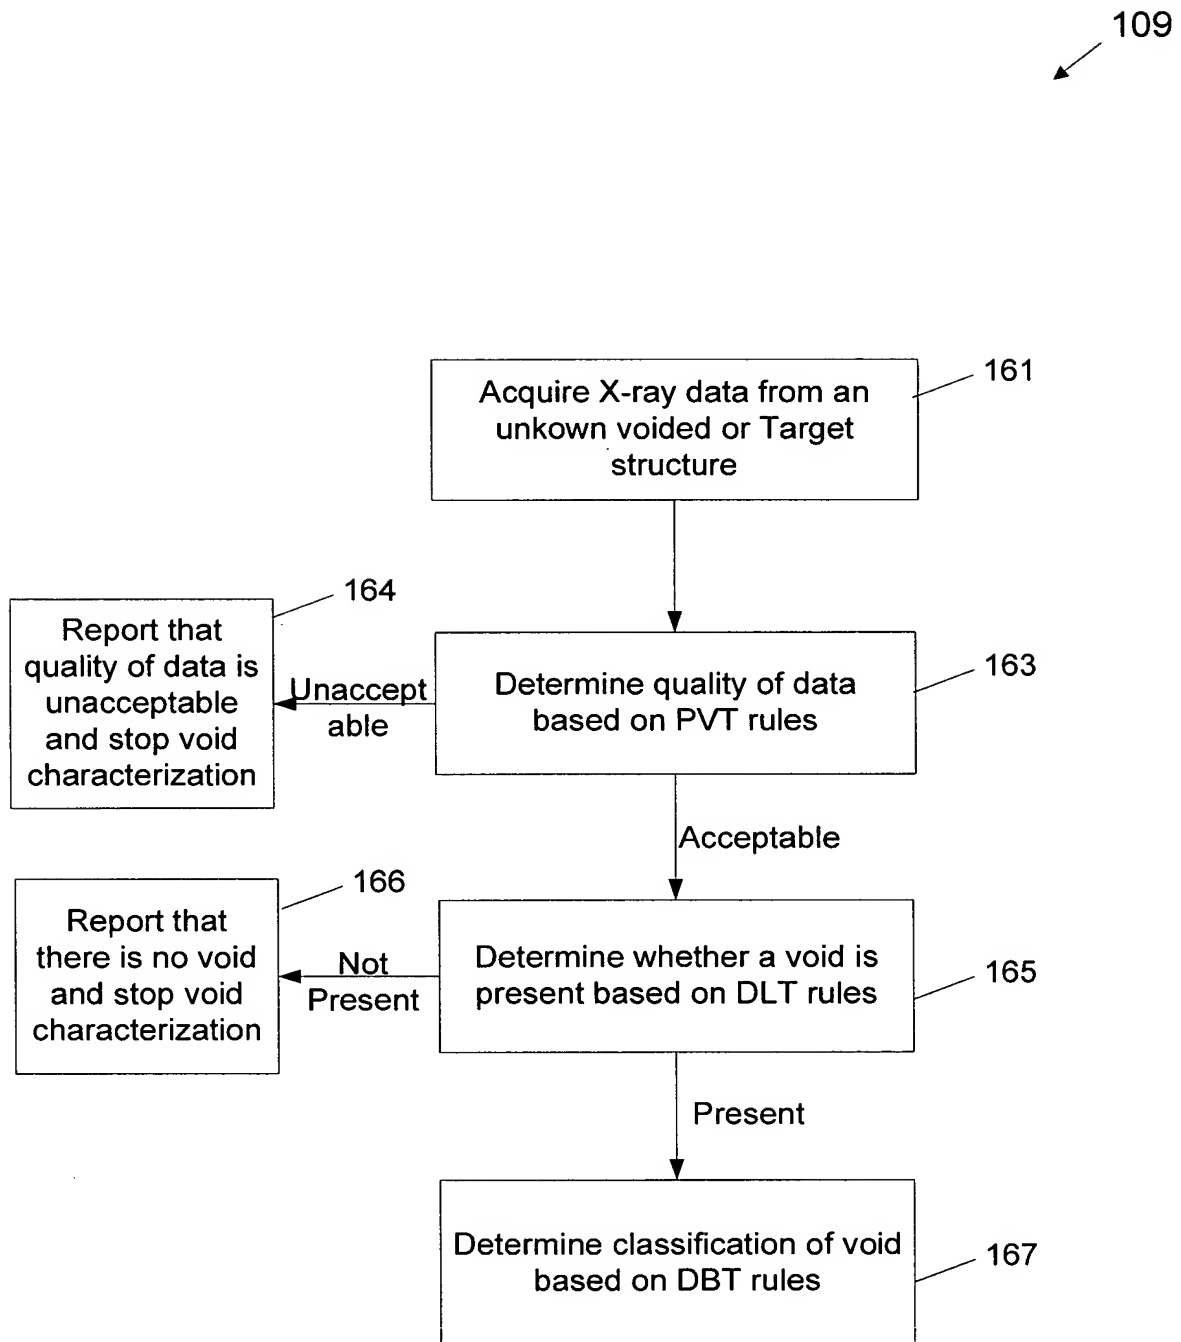 109
Acquire X-ray data from an
unkown voided or Target
structure
161
164
Report that
quality of data is
unacceptable
and stop void
characterization
Unaccept
able
Determine quality of data
based on PVT rules
163
Acceptable
166
Report that
there is no void
and stop void
characterization
Not
Present
Determine whether a void is
present based on DLT rules
165
Present
Determine classification of void
based on DBT rules
167